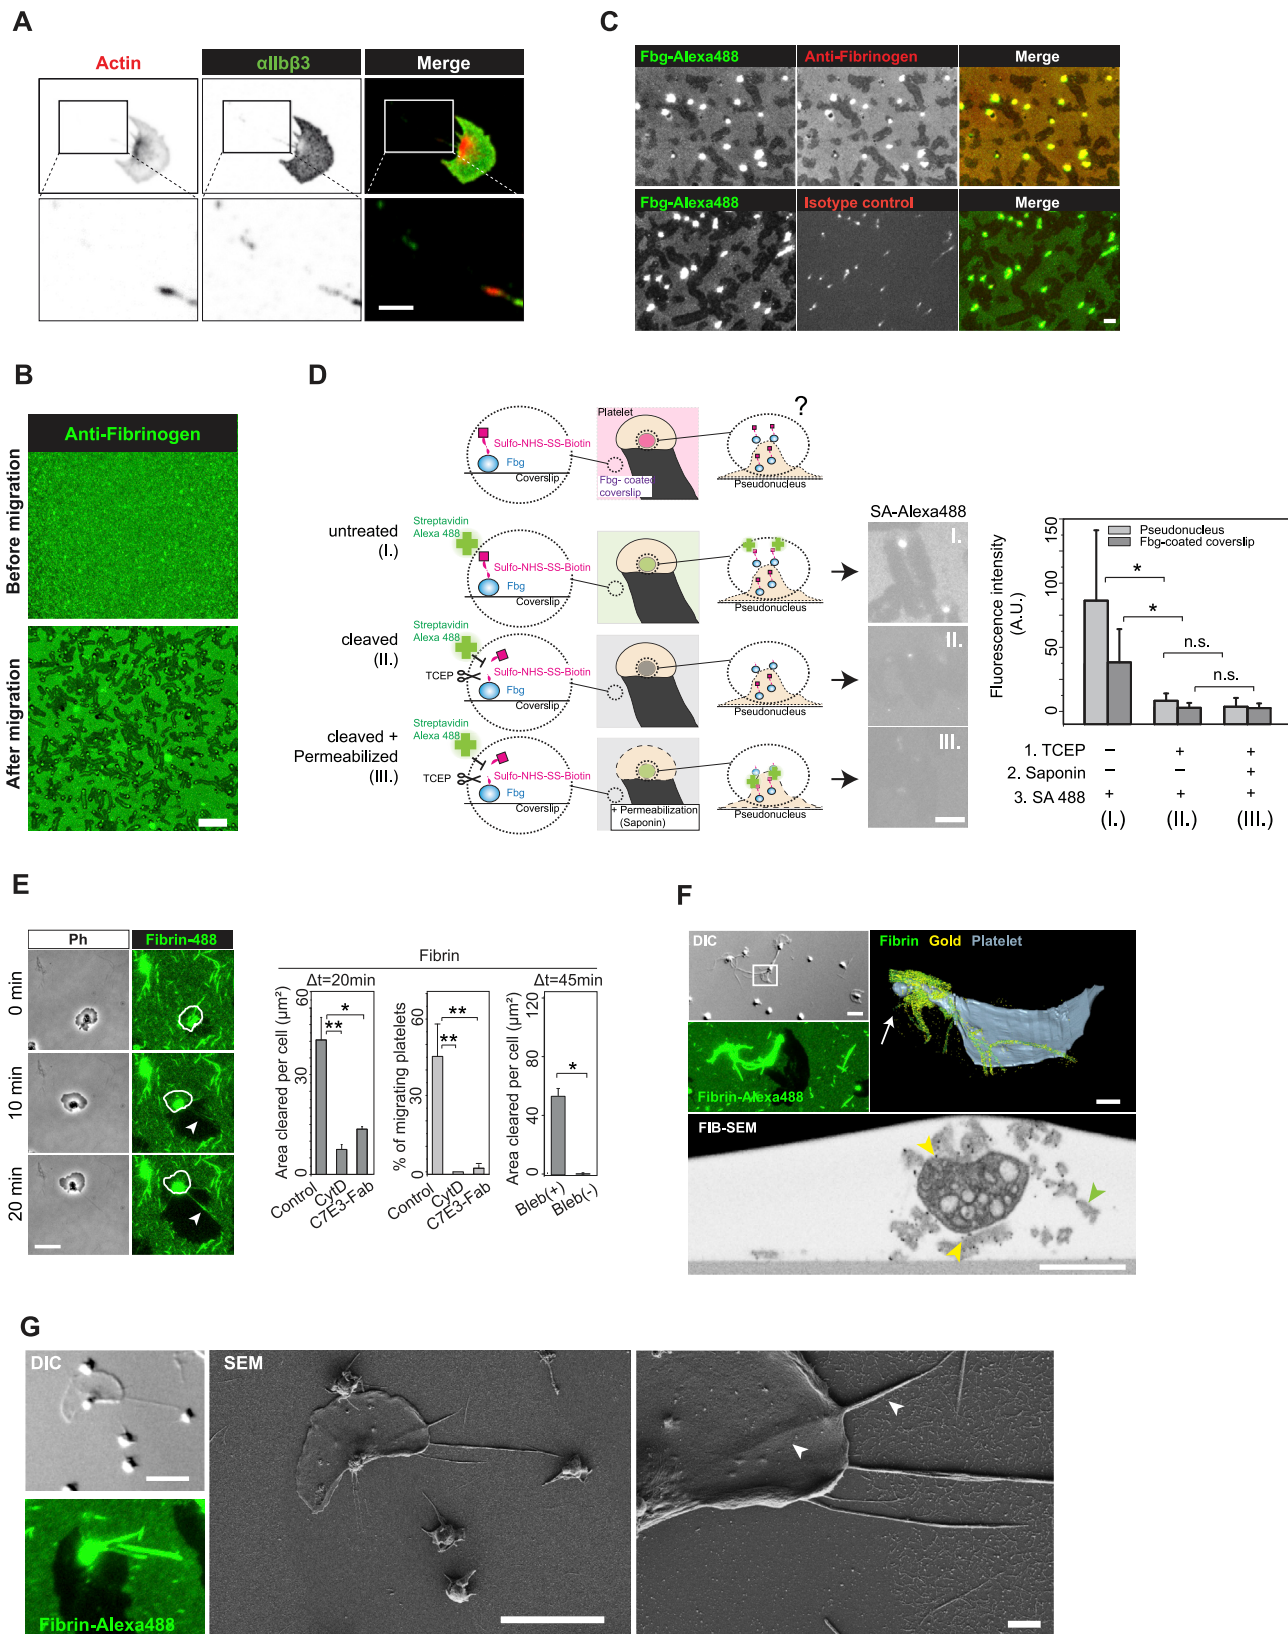 A
Actin
αIIbβ3
Merge
B
Anti-Fibrinogen
Before migration
After migration
C
Fbg-Alexa488
Anti-Fibrinogen
Merge
Fbg-Alexa488
Isotype control
Merge
D
Sulfo-NHS-SS-Biotin
Fbg
Coverslip
Platelet
Fbg- coated
coverslip
?
Pseudonucleus
untreated
(I.)
Streptavidin
Alexa 488
Sulfo-NHS-SS-Biotin
Fbg
Coverslip
Pseudonucleus
SA-Alexa488
I.
cleaved
(II.)
Streptavidin
Alexa 488
TCEP
Sulfo-NHS-SS-Biotin
Fbg
Coverslip
Pseudonucleus
II.
cleaved +
Permeabilized
(III.)
Streptavidin
Alexa 488
TCEP
Sulfo-NHS-SS-Biotin
Fbg
Coverslip
+ Permeabilization
(Saponin)
Pseudonucleus
III.
Fluorescence intensity
(A.U.)
150
100
50
0
Pseudonucleus
Fbg-coated coverslip
*
*
n.s.
n.s.
1. TCEP – + +
2. Saponin – – +
3. SA 488 + + +
(I.) (II.) (III.)
E
Ph
Fibrin-488
0 min
10 min
20 min
Fibrin
Δt=20min
Area cleared per cell (µm²)
60
30
0
*
**
Control
CytD
C7E3-Fab
% of migrating platelets
60
30
0
**
**
Control
CytD
C7E3-Fab
Δt=45min
Area cleared per cell (µm²)
120
80
40
0
*
Bleb(+)
Bleb(-)
F
DIC
Fibrin-Alexa488
Fibrin Gold Platelet
FIB-SEM
G
DIC
Fibrin-Alexa488
SEM